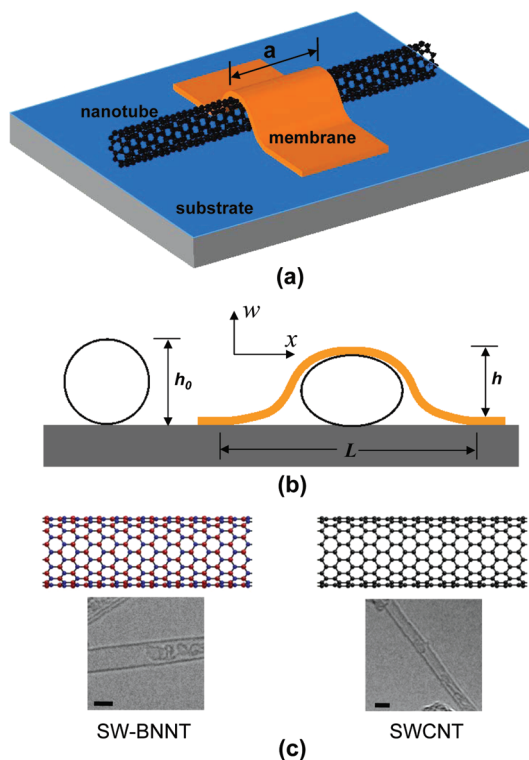 a
nanotube
membrane
substrate
(a)
w
x
h₀
h
L
(b)
SW-BNNT
SWCNT
(c)